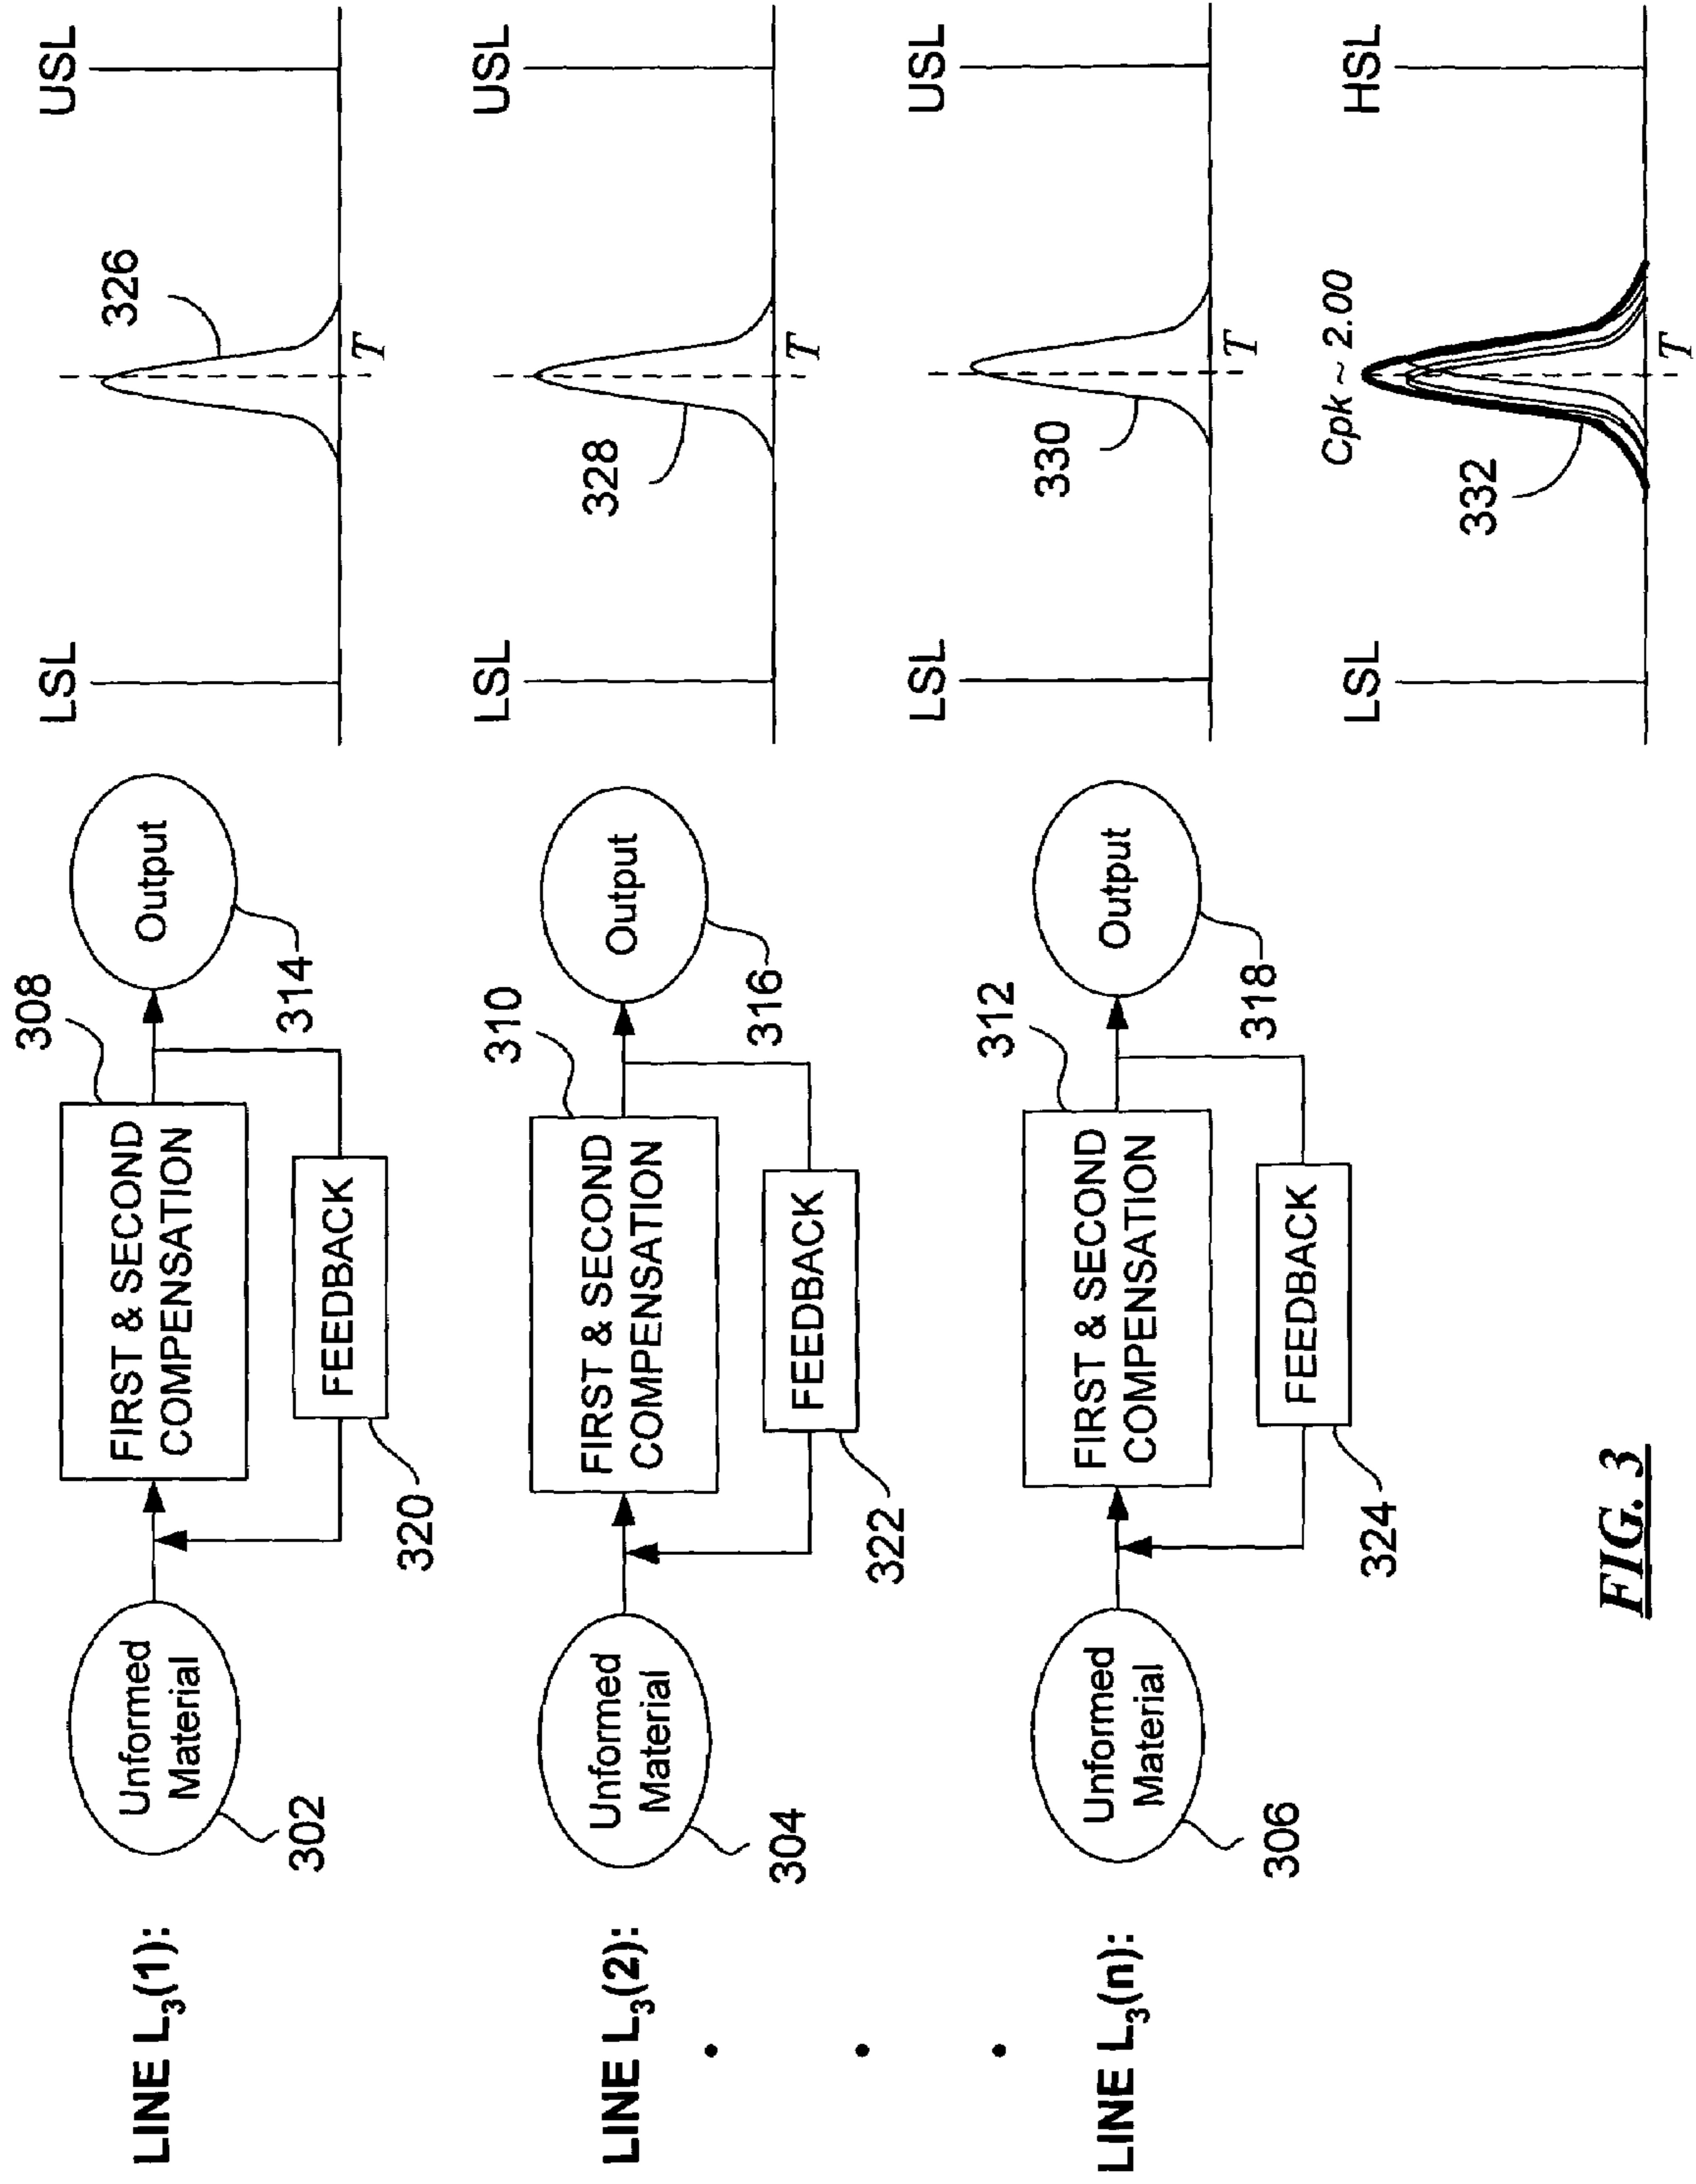 LINE L₃(1):
Unformed
Material
302
FIRST & SECOND
COMPENSATION
308
FEEDBACK
320
Output
314
LSL
USL
326
T
LINE L₃(2):
Unformed
Material
304
FIRST & SECOND
COMPENSATION
310
FEEDBACK
322
Output
316
LSL
USL
328
T
LINE L₃(n):
Unformed
Material
306
FIRST & SECOND
COMPENSATION
312
FEEDBACK
324
Output
318
LSL
USL
330
T
LSL
HSL
Cpk ~ 2.00
332
T
FIG. 3